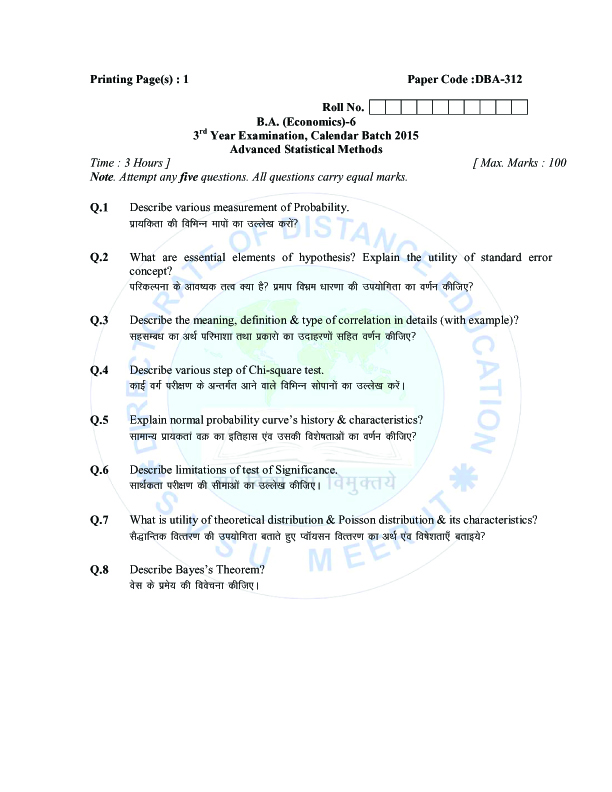 Printing Page(s) : 1 Paper Code :DBA-312
Roll No.
B.A. (Economics)-6
3rd Year Examination, Calendar Batch 2015
Advanced Statistical Methods
Time : 3 Hours ] [ Max. Marks : 100
Note. Attempt any five questions. All questions carry equal marks.
Q.1 Describe various measurement of Probability.
प्रायकिता की विभिन्न मापों का उल्लेख करों?
Q.2 What are essential elements of hypothesis? Explain the utility of standard error
concept?
परिकल्पना के आवष्यक तत्व क्या है? प्रमाप विभ्रम धारणा की उपयोगिता का वर्णन कीजिए?
Q.3 Describe the meaning, definition & type of correlation in details (with example)?
सहसम्बध का अर्थ परिमाशा तथा प्रकारो का उदाहरणों सहित वर्णन कीजिए?
Q.4 Describe various step of Chi-square test.
काई वर्ग परीक्षण के अन्तर्गत आने वाले विभिन्न सोपानों का उल्लेख करें।
Q.5 Explain normal probability curve's history & characteristics?
सामान्य प्रायकतां वक्र का इतिहास एंव उसकी विशेषताओं का वर्णन कीजिए?
Q.6 Describe limitations of test of Significance.
सार्थकता परीक्षण की सीमाओं का उल्लेख कीजिए।
Q.7 What is utility of theoretical distribution & Poisson distribution & its characteristics?
सैद्धान्तिक वित्तरण की उपयोगिता बताते हुए प्वॉयसन वित्तरण का अर्थ एंव विषेशताऍ बताइये?
Q.8 Describe Bayes's Theorem?
वेस के प्रमेय की विवेचना कीजिए।
DIRECTORATE OF DISTANCE EDUCATION
विमुक्तये
SVSU MEERUT